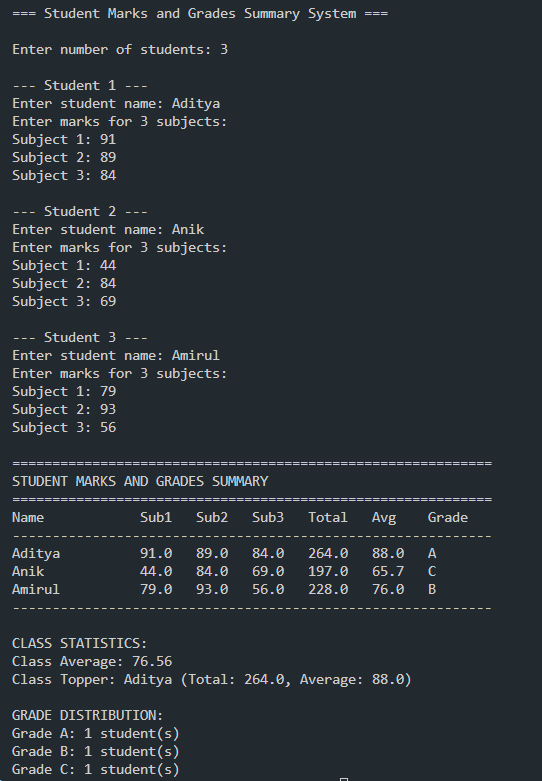 === Student Marks and Grades Summary System ===
Enter number of students: 3
--- Student 1 ---
Enter student name: Aditya
Enter marks for 3 subjects:
Subject 1: 91
Subject 2: 89
Subject 3: 84
--- Student 2 ---
Enter student name: Anik
Enter marks for 3 subjects:
Subject 1: 44
Subject 2: 84
Subject 3: 69
--- Student 3 ---
Enter student name: Amirul
Enter marks for 3 subjects:
Subject 1: 79
Subject 2: 93
Subject 3: 56
============================================================
STUDENT MARKS AND GRADES SUMMARY
============================================================
Name            Sub1   Sub2   Sub3   Total   Avg    Grade
------------------------------------------------------------
Aditya          91.0   89.0   84.0   264.0   88.0   A
Anik            44.0   84.0   69.0   197.0   65.7   C
Amirul          79.0   93.0   56.0   228.0   76.0   B
------------------------------------------------------------
CLASS STATISTICS:
Class Average: 76.56
Class Topper: Aditya (Total: 264.0, Average: 88.0)
GRADE DISTRIBUTION:
Grade A: 1 student(s)
Grade B: 1 student(s)
Grade C: 1 student(s)